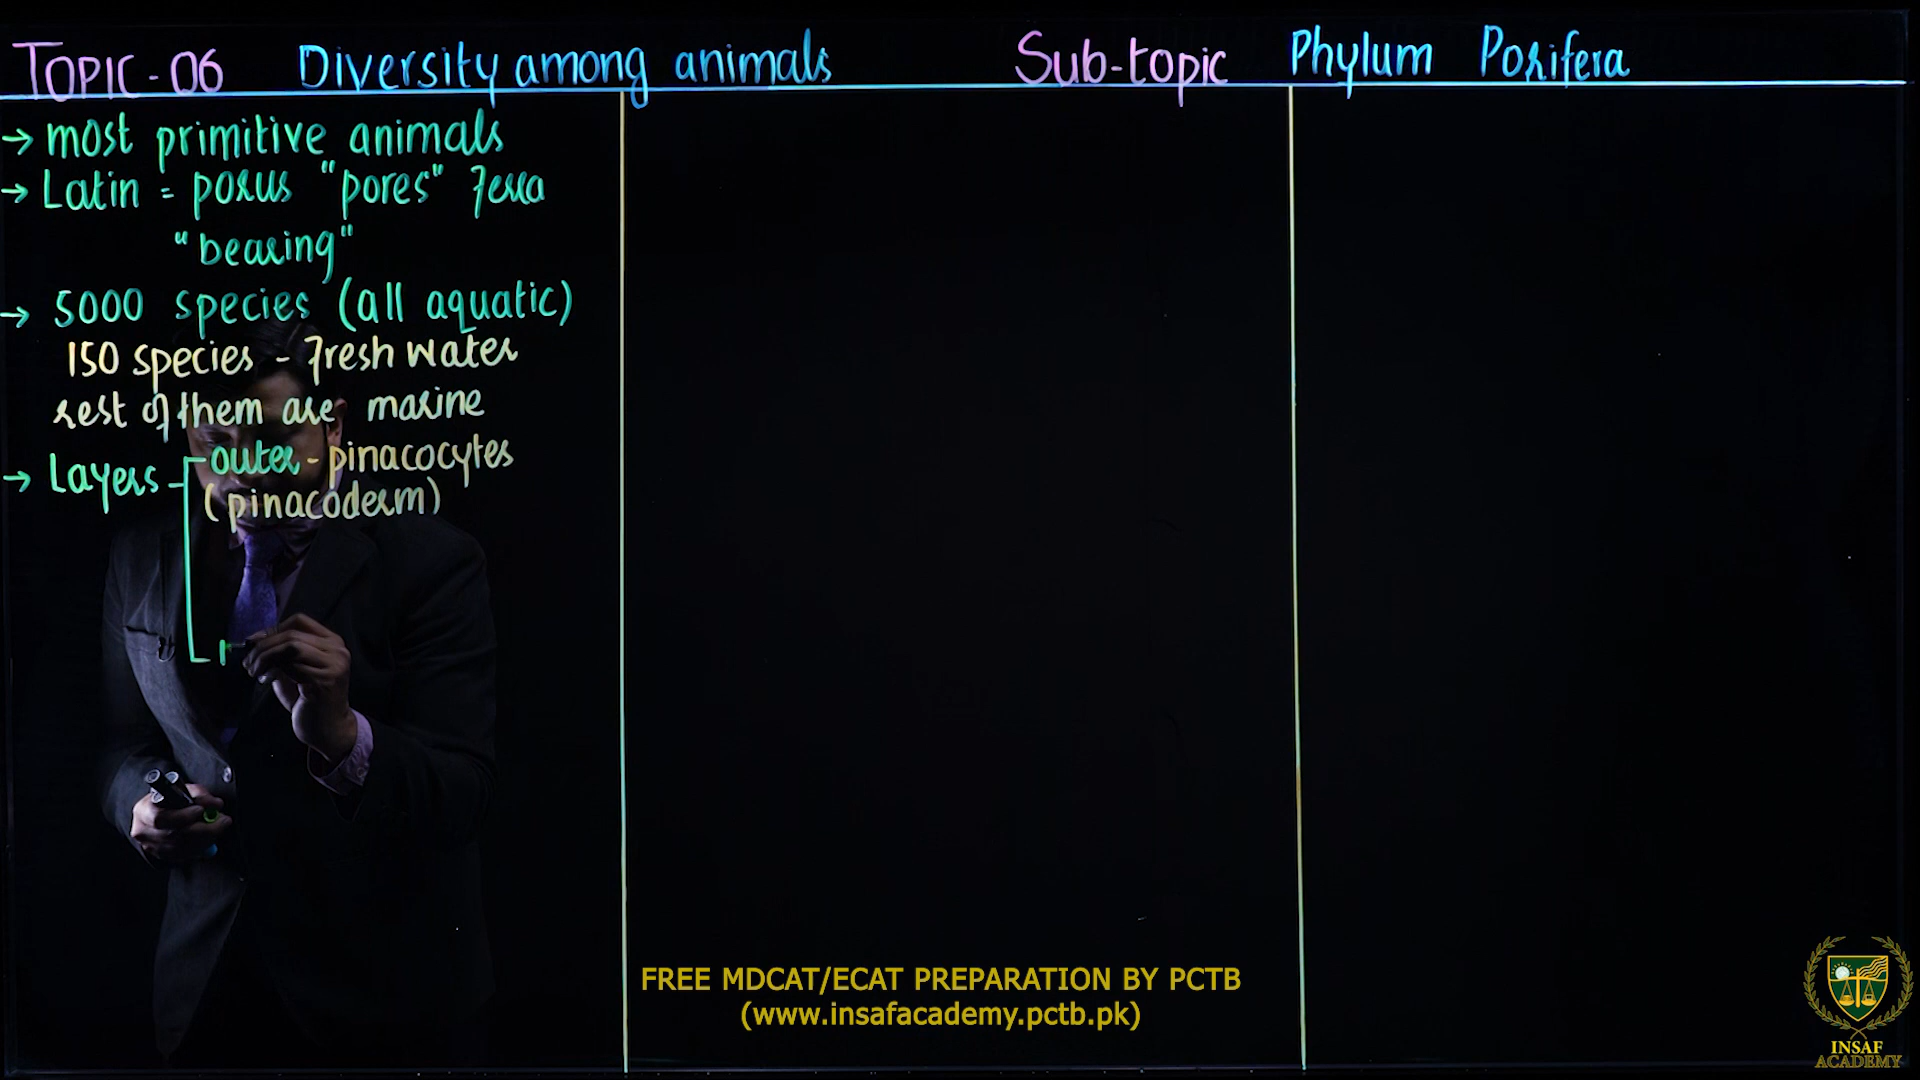 TOPIC-06 Diversity among animals Sub-topic Phylum Porifera
→ most primitive animals
→ Latin = porus "pores" ferra
"bearing"
→ 5000 species (all aquatic)
150 species - fresh water
rest of them are marine
→ Layers - outer - pinacocytes
(pinacoderm)
FREE MDCAT/ECAT PREPARATION BY PCTB
(www.insafacademy.pctb.pk)
INSAF
ACADEMY